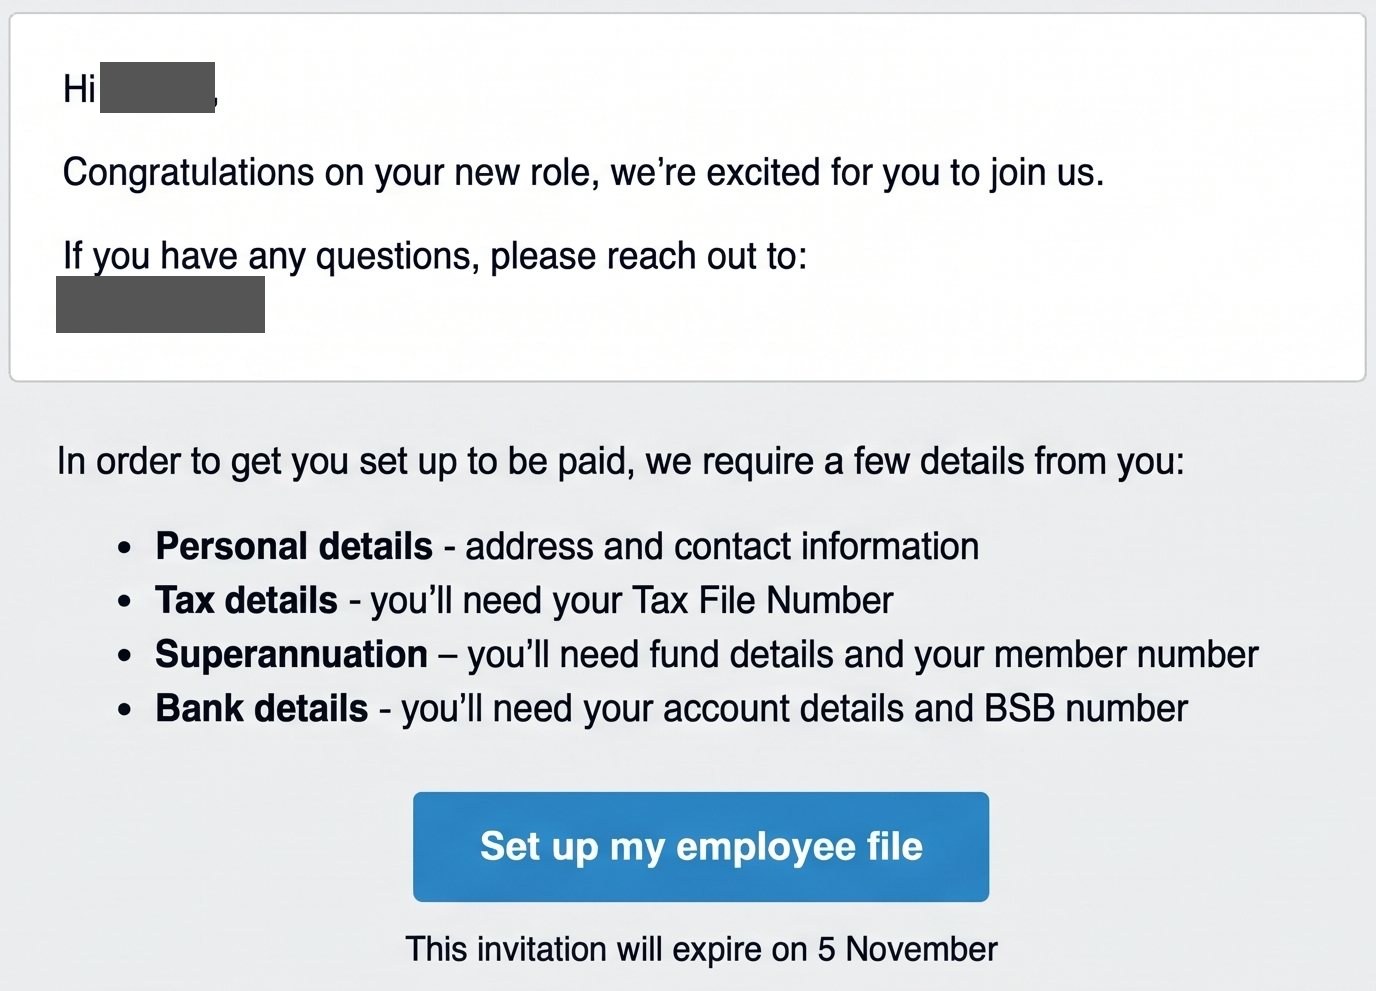 Hi ,
Congratulations on your new role, we’re excited for you to join us.
If you have any questions, please reach out to:
In order to get you set up to be paid, we require a few details from you:
• Personal details - address and contact information
• Tax details - you’ll need your Tax File Number
• Superannuation – you’ll need fund details and your member number
• Bank details - you’ll need your account details and BSB number
Set up my employee file
This invitation will expire on 5 November